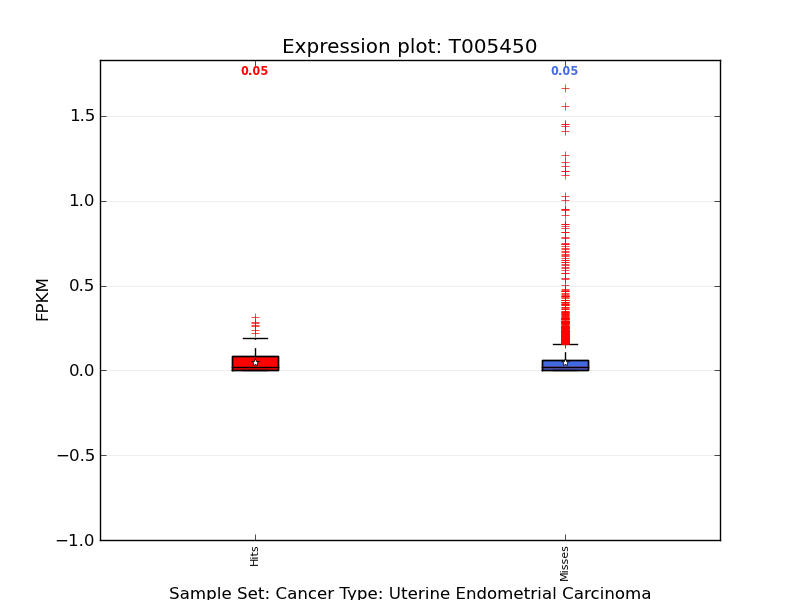 Expression plot: T005450
0.05 0.05
1.5
1.0
0.5
0.0
−0.5
−1.0
FPKM
Hits Misses
Sample Set: Cancer Type: Uterine Endometrial Carcinoma